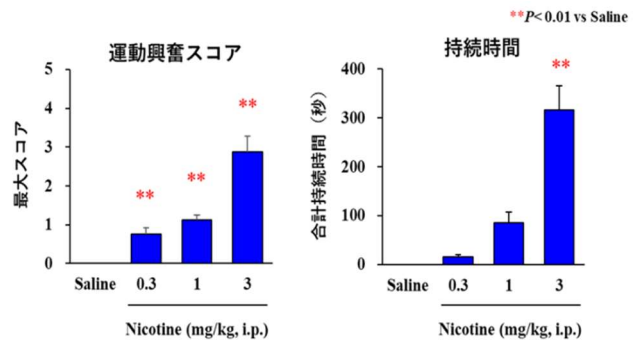 **P< 0.01 vs Saline
運動興奮スコア
最大スコア
5
4
3
2
1
0
**
**
**
Saline 0.3 1 3
Nicotine (mg/kg, i.p.)
持続時間
合計持続時間（秒）
400
300
200
100
0
**
Saline 0.3 1 3
Nicotine (mg/kg, i.p.)